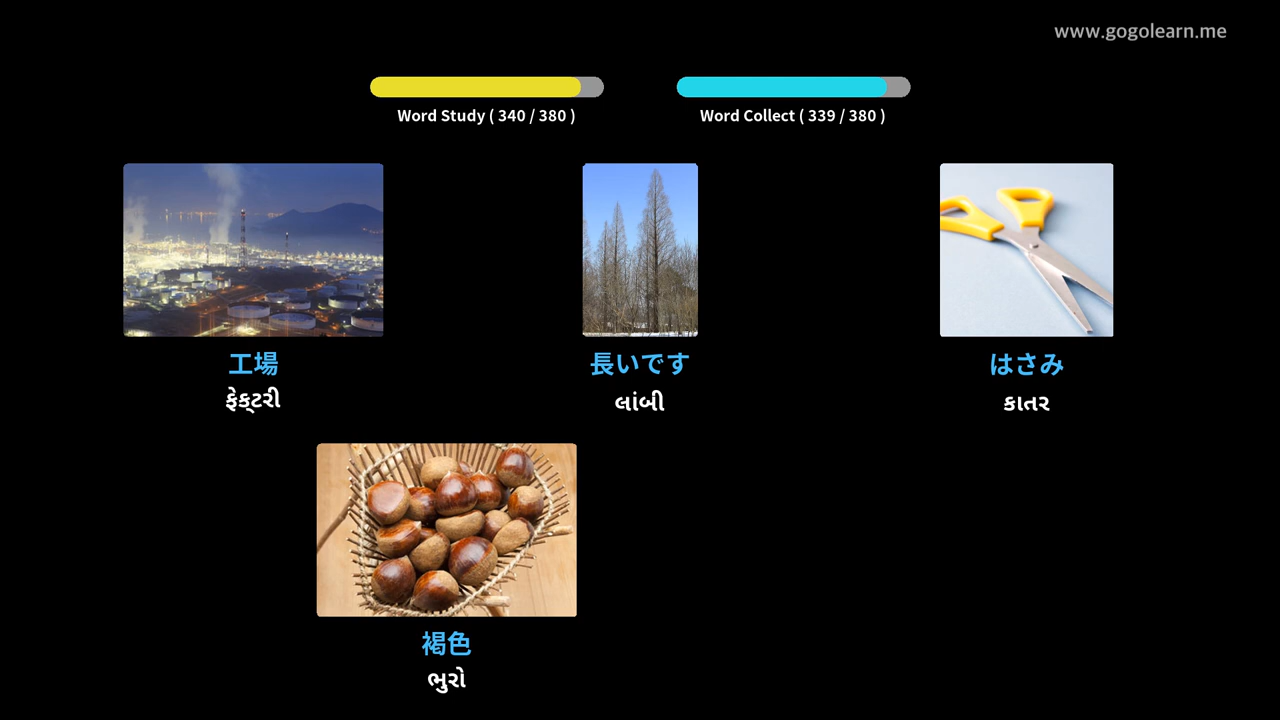 www.gogolearn.me
Word Study ( 340 / 380 )
Word Collect ( 339 / 380 )
工場
ફેક્ટરી
長いです
લાંબી
はさみ
કાતર
褐色
ભુરો